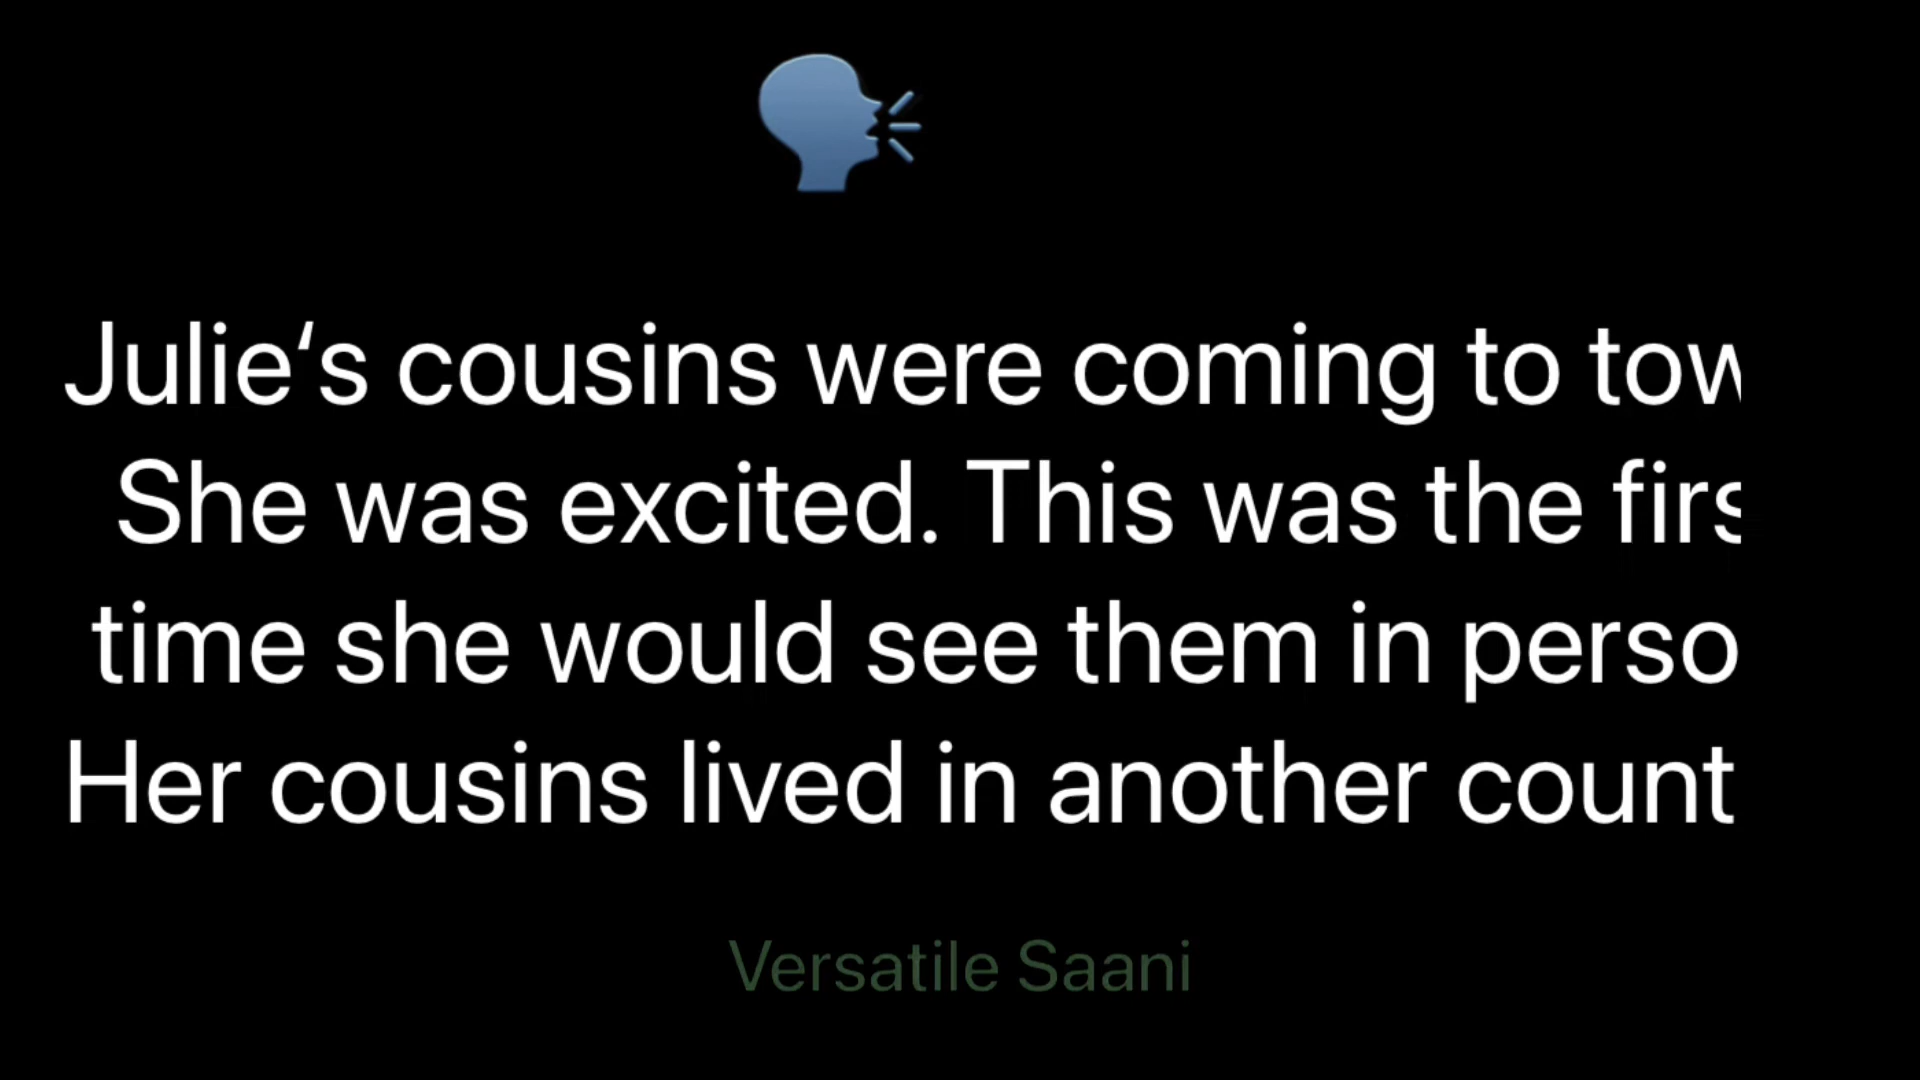 Julie‘s cousins were coming to tow
She was excited. This was the firs
time she would see them in perso
Her cousins lived in another count
Versatile Saani